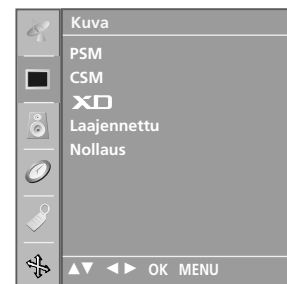 Kuva
PSM
CSM
XD
Laajennettu
Nollaus
▲▼ ◄► OK MENU